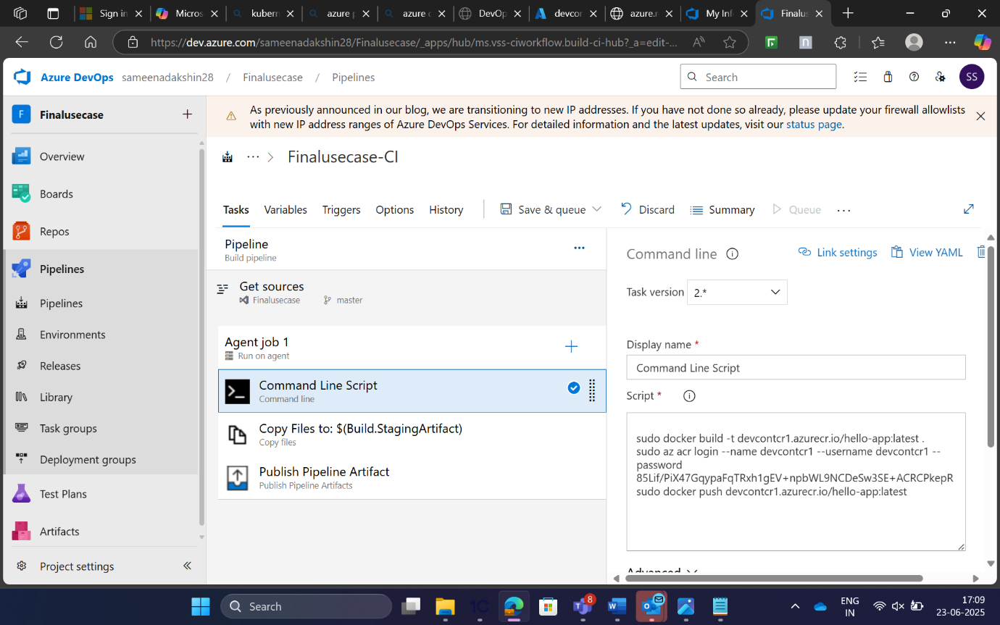 Sign in
Micros
kubern
azure p
azure c
DevOp
devcor
azure.r
My Inf
Finalus
https://dev.azure.com/sameenadakshin28/Finalusecase/_apps/hub/ms.vss-ciworkflow.build-ci-hub?_a=edit-...
Azure DevOps sameenadakshin28 / Finalusecase / Pipelines
Search
SS
F Finalusecase
Overview
Boards
Repos
Pipelines
Pipelines
Environments
Releases
Library
Task groups
Deployment groups
Test Plans
Artifacts
Project settings
As previously announced in our blog, we are transitioning to new IP addresses. If you have not done so already, please update your firewall allowlists
with new IP address ranges of Azure DevOps Services. For detailed information and the latest updates, visit our status page.
··· > Finalusecase-CI
Tasks Variables Triggers Options History Save & queue Discard Summary Queue ...
Pipeline
Build pipeline
Get sources
Finalusecase master
Agent job 1
Run on agent
Command Line Script
Command line
Copy Files to: $(Build.StagingArtifact)
Copy files
Publish Pipeline Artifact
Publish Pipeline Artifacts
Command line Link settings View YAML
Task version 2.*
Display name *
Command Line Script
Script *
sudo docker build -t devcontcr1.azurecr.io/hello-app:latest .
sudo az acr login --name devcontcr1 --username devcontcr1 --
password
85Lif/PiX47GqypaFqTRxh1gEV+npbWL9NCDeSw3SE+ACRCPkepR
sudo docker push devcontcr1.azurecr.io/hello-app:latest
Advanced
Search
8
ENG
IN
17:09
23-06-2025